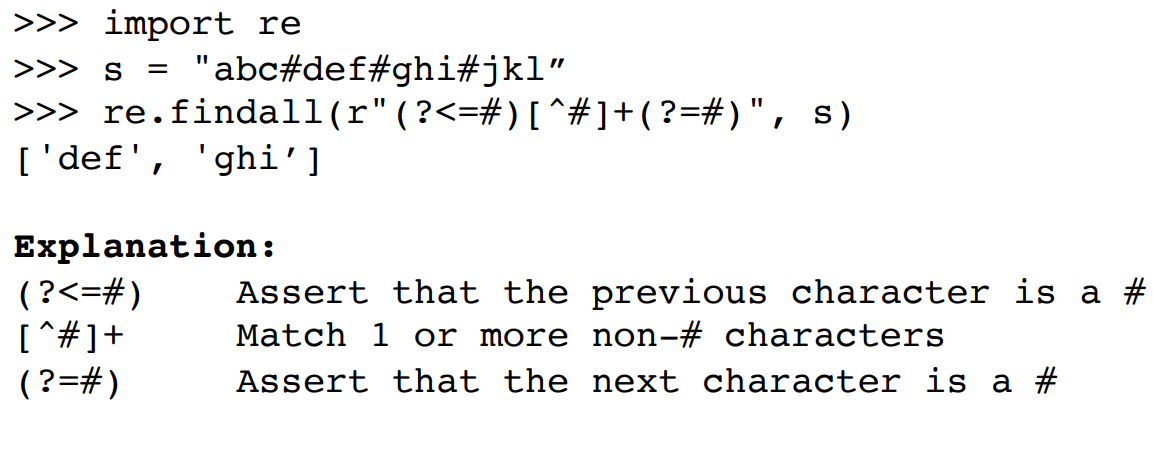 >>> import re
>>> s = "abc#def#ghi#jkl”
>>> re.findall(r"(?<=#)[^#]+(?=#)", s)
['def', 'ghi’]
Explanation:
(?<=#) Assert that the previous character is a #
[^#]+ Match 1 or more non-# characters
(?=#) Assert that the next character is a #